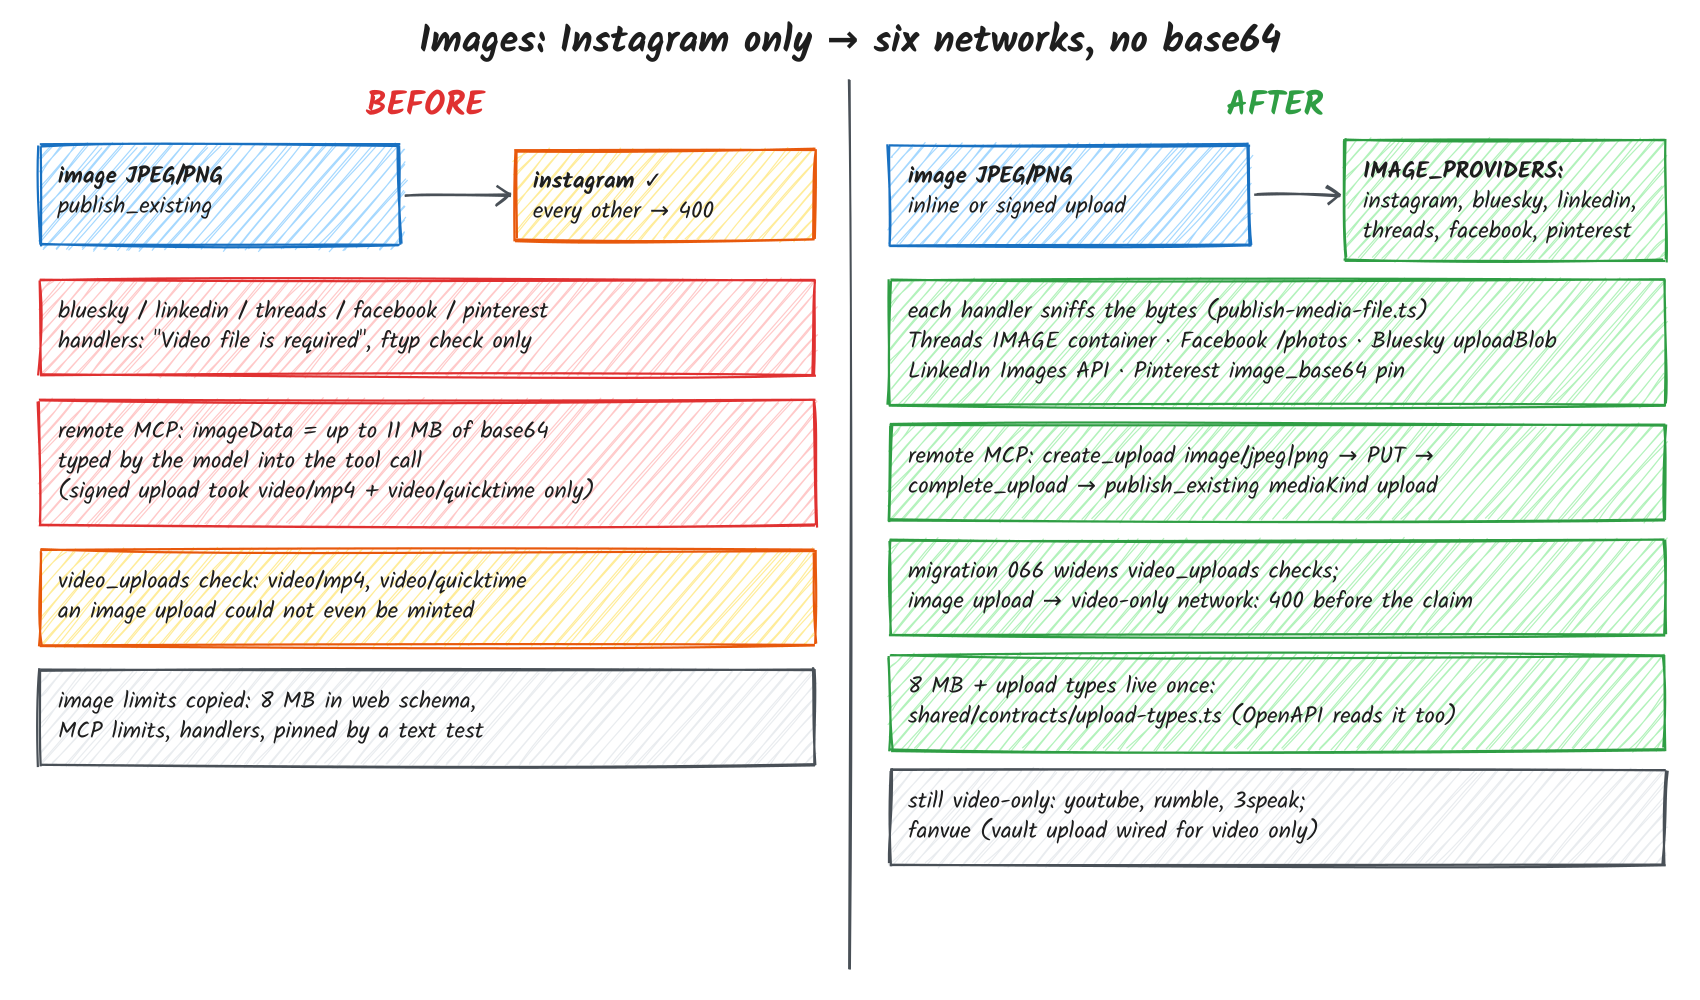 Images: Instagram only → six networks, no base64
BEFORE
image JPEG/PNG
publish_existing
instagram ✓
every other → 400
bluesky / linkedin / threads / facebook / pinterest
handlers: "Video file is required", ftyp check only
remote MCP: imageData = up to 11 MB of base64
typed by the model into the tool call
(signed upload took video/mp4 + video/quicktime only)
video_uploads check: video/mp4, video/quicktime
an image upload could not even be minted
image limits copied: 8 MB in web schema,
MCP limits, handlers, pinned by a text test
AFTER
image JPEG/PNG
inline or signed upload
IMAGE_PROVIDERS:
instagram, bluesky, linkedin,
threads, facebook, pinterest
each handler sniffs the bytes (publish-media-file.ts)
Threads IMAGE container · Facebook /photos · Bluesky uploadBlob
LinkedIn Images API · Pinterest image_base64 pin
remote MCP: create_upload image/jpeg|png → PUT →
complete_upload → publish_existing mediaKind upload
migration 066 widens video_uploads checks;
image upload → video-only network: 400 before the claim
8 MB + upload types live once:
shared/contracts/upload-types.ts (OpenAPI reads it too)
still video-only: youtube, rumble, 3speak;
fanvue (vault upload wired for video only)